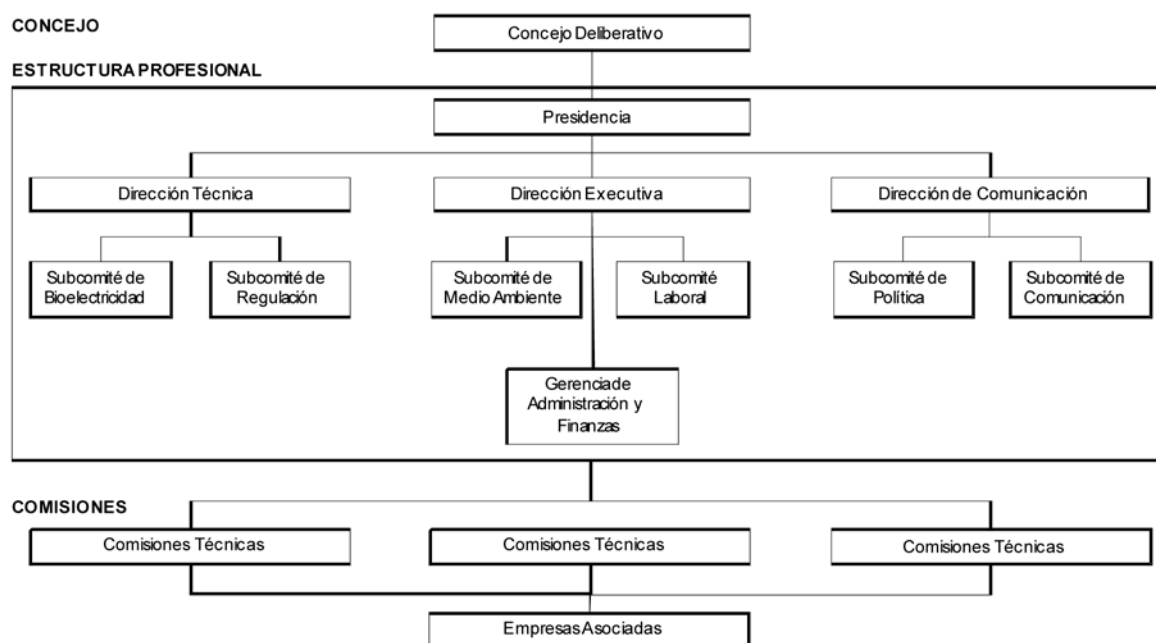 CONCEJO
Concejo Deliberativo
ESTRUCTURA PROFESIONAL
Presidencia
Dirección Técnica
Dirección Executiva
Dirección de Comunicación
Subcomité de
Bioelectricidad
Subcomité de
Regulación
Subcomité de
Medio Ambiente
Subcomité
Laboral
Subcomité de
Política
Subcomité de
Comunicación
Gerencia de
Administración y
Finanzas
COMISIONES
Comisiones Técnicas
Comisiones Técnicas
Comisiones Técnicas
Empresas Asociadas